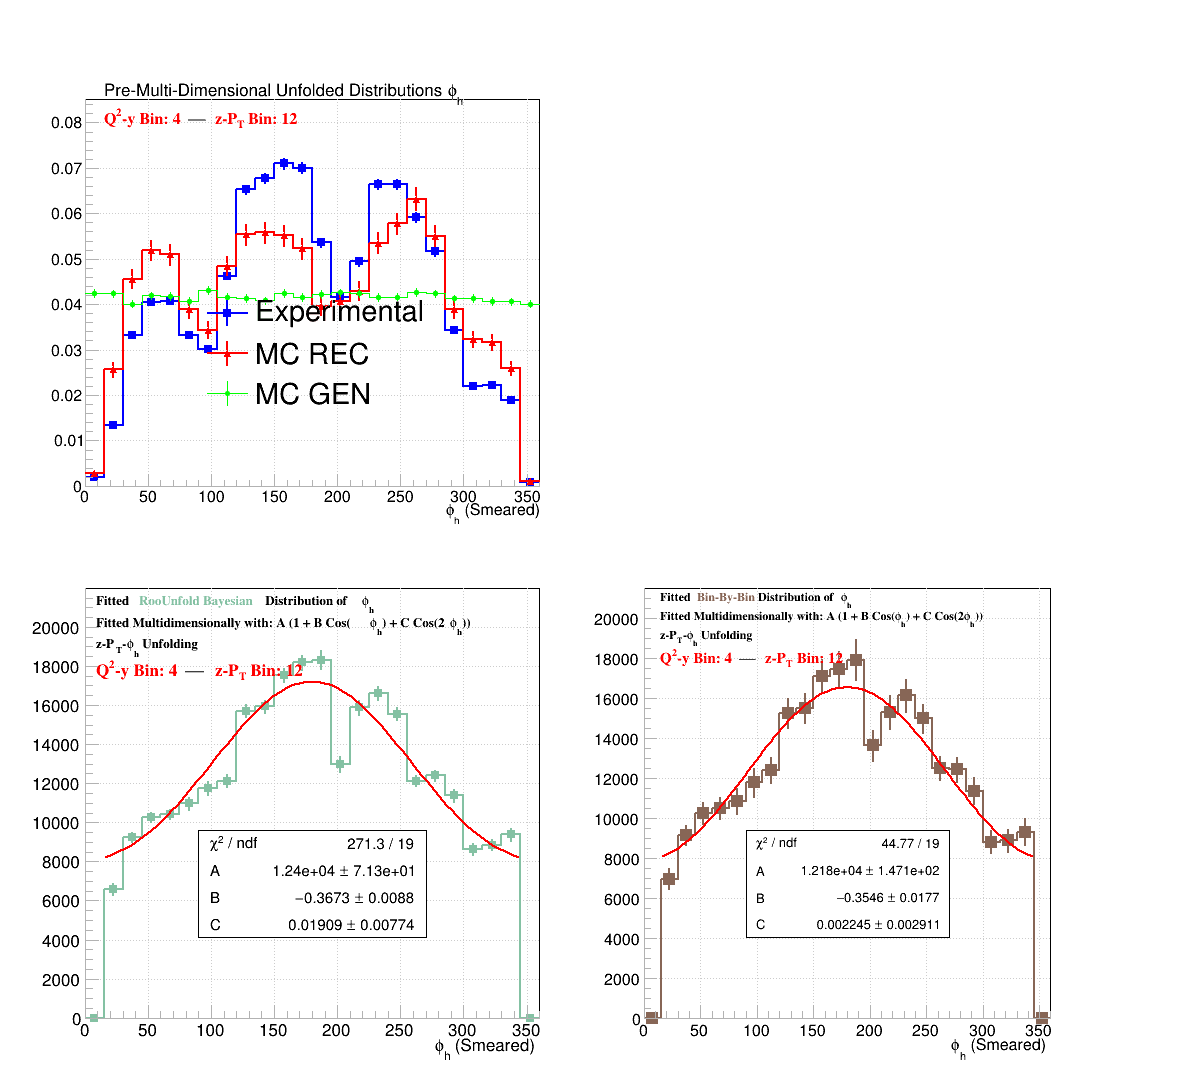 Pre-Multi-Dimensional Unfolded Distributions ϕh
Q2-y Bin: 4 — z-PT Bin: 12
0.08
0.07
0.06
0.05
0.04
0.03
0.02
0.01
0
Experimental
MC REC
MC GEN
0 50 100 150 200 250 300 350
ϕh (Smeared)
Fitted RooUnfold Bayesian Distribution of ϕh
Fitted Multidimensionally with: A (1 + B Cos( ϕh) + C Cos(2 ϕh))
z-PT-ϕh Unfolding
Q2-y Bin: 4 — z-PT Bin: 12
20000
18000
16000
14000
12000
10000
8000
6000
4000
2000
0
χ2 / ndf 271.3 / 19
A 1.24e+04 ± 7.13e+01
B −0.3673 ± 0.0088
C 0.01909 ± 0.00774
0 50 100 150 200 250 300 350
ϕh (Smeared)
Fitted Bin-By-Bin Distribution of ϕh
Fitted Multidimensionally with: A (1 + B Cos(ϕh) + C Cos(2ϕh))
z-PT-ϕh Unfolding
Q2-y Bin: 4 — z-PT Bin: 12
20000
18000
16000
14000
12000
10000
8000
6000
4000
2000
0
χ2 / ndf 44.77 / 19
A 1.218e+04 ± 1.471e+02
B −0.3546 ± 0.0177
C 0.002245 ± 0.002911
0 50 100 150 200 250 300 350
ϕh (Smeared)